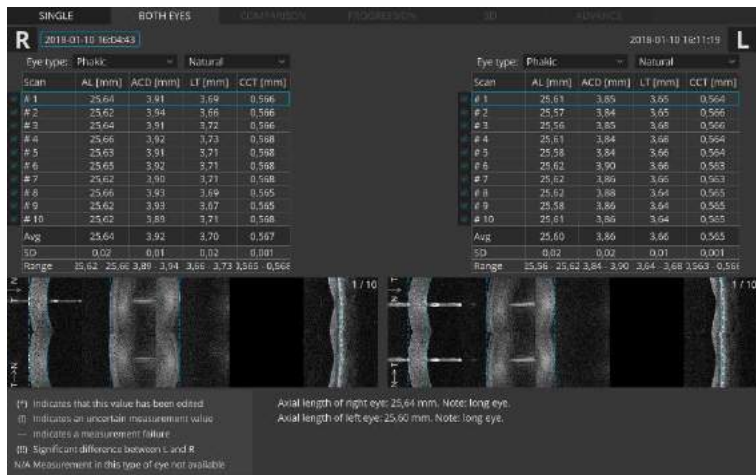 SINGLE BOTH EYES COMPARISON PROGRESSION 3D ADVANCE
R 2018-01-10 16:04:43 2018-01-10 16:11:19 L
Eye type: Phakic Natural Eye type: Phakic Natural
Scan AL [mm] ACD [mm] LT [mm] CCT [mm] Scan AL [mm] ACD [mm] LT [mm] CCT [mm]
# 1 25,64 3,91 3,69 0,566 # 1 25,61 3,85 3,65 0,564
# 2 25,62 3,94 3,66 0,566 # 2 25,57 3,84 3,65 0,566
# 3 25,64 3,91 3,72 0,566 # 3 25,56 3,85 3,68 0,566
# 4 25,66 3,92 3,73 0,568 # 4 25,61 3,84 3,68 0,564
# 5 25,63 3,91 3,71 0,568 # 5 25,58 3,84 3,66 0,564
# 6 25,65 3,92 3,71 0,568 # 6 25,62 3,90 3,66 0,563
# 7 25,62 3,90 3,71 0,568 # 7 25,62 3,86 3,66 0,563
# 8 25,66 3,93 3,69 0,565 # 8 25,62 3,88 3,64 0,565
# 9 25,62 3,93 3,67 0,565 # 9 25,58 3,86 3,64 0,565
# 10 25,62 3,89 3,71 0,568 # 10 25,61 3,86 3,64 0,565
Avg 25,64 3,92 3,70 0,567 Avg 25,60 3,86 3,66 0,565
SD 0,02 0,01 0,02 0,001 SD 0,02 0,02 0,01 0,001
Range 25,62 - 25,66 3,89 - 3,94 3,66 - 3,73 0,565 - 0,568 Range 25,56 - 25,62 3,84 - 3,90 3,64 - 3,68 0,563 - 0,566
1 / 10 1 / 10
T→N N→T
(*) Indicates that this value has been edited Axial length of right eye: 25,64 mm. Note: long eye.
(!) Indicates an uncertain measurement value Axial length of left eye: 25,60 mm. Note: long eye.
--- Indicates a measurement failure
(!!) Significant difference between L and R
N/A Measurement in this type of eye not available